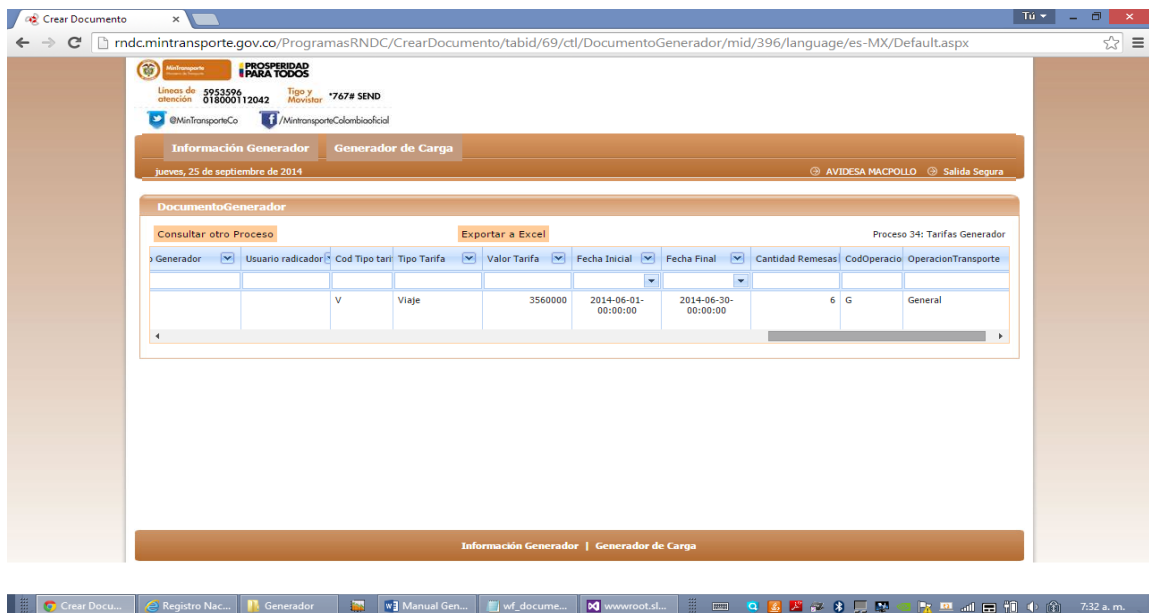 Crear Documento
Tú
rndc.mintransporte.gov.co/ProgramasRNDC/CrearDocumento/tabid/69/ctl/DocumentoGenerador/mid/396/language/es-MX/Default.aspx
MinTransporte
PROSPERIDAD
PARA TODOS
Lineas de atención 5953596 018000112042 Tigo y Movistar *767# SEND
@MinTransporteCo /MintransporteColombiaoficial
Información Generador Generador de Carga
jueves, 25 de septiembre de 2014 AVIDESA MACPOLLO Salida Segura
DocumentoGenerador
Consultar otro Proceso Exportar a Excel Proceso 34: Tarifas Generador
o Generador Usuario radicador Cod Tipo tari Tipo Tarifa Valor Tarifa Fecha Inicial Fecha Final Cantidad Remesas CodOperacio OperacionTransporte
V Viaje 3560000 2014-06-01- 2014-06-30- 6 G General
00:00:00 00:00:00
Información Generador | Generador de Carga
Crear Docu... Registro Nac... Generador Manual Gen... wf_docume... wwwroot.sl... 7:32 a. m.